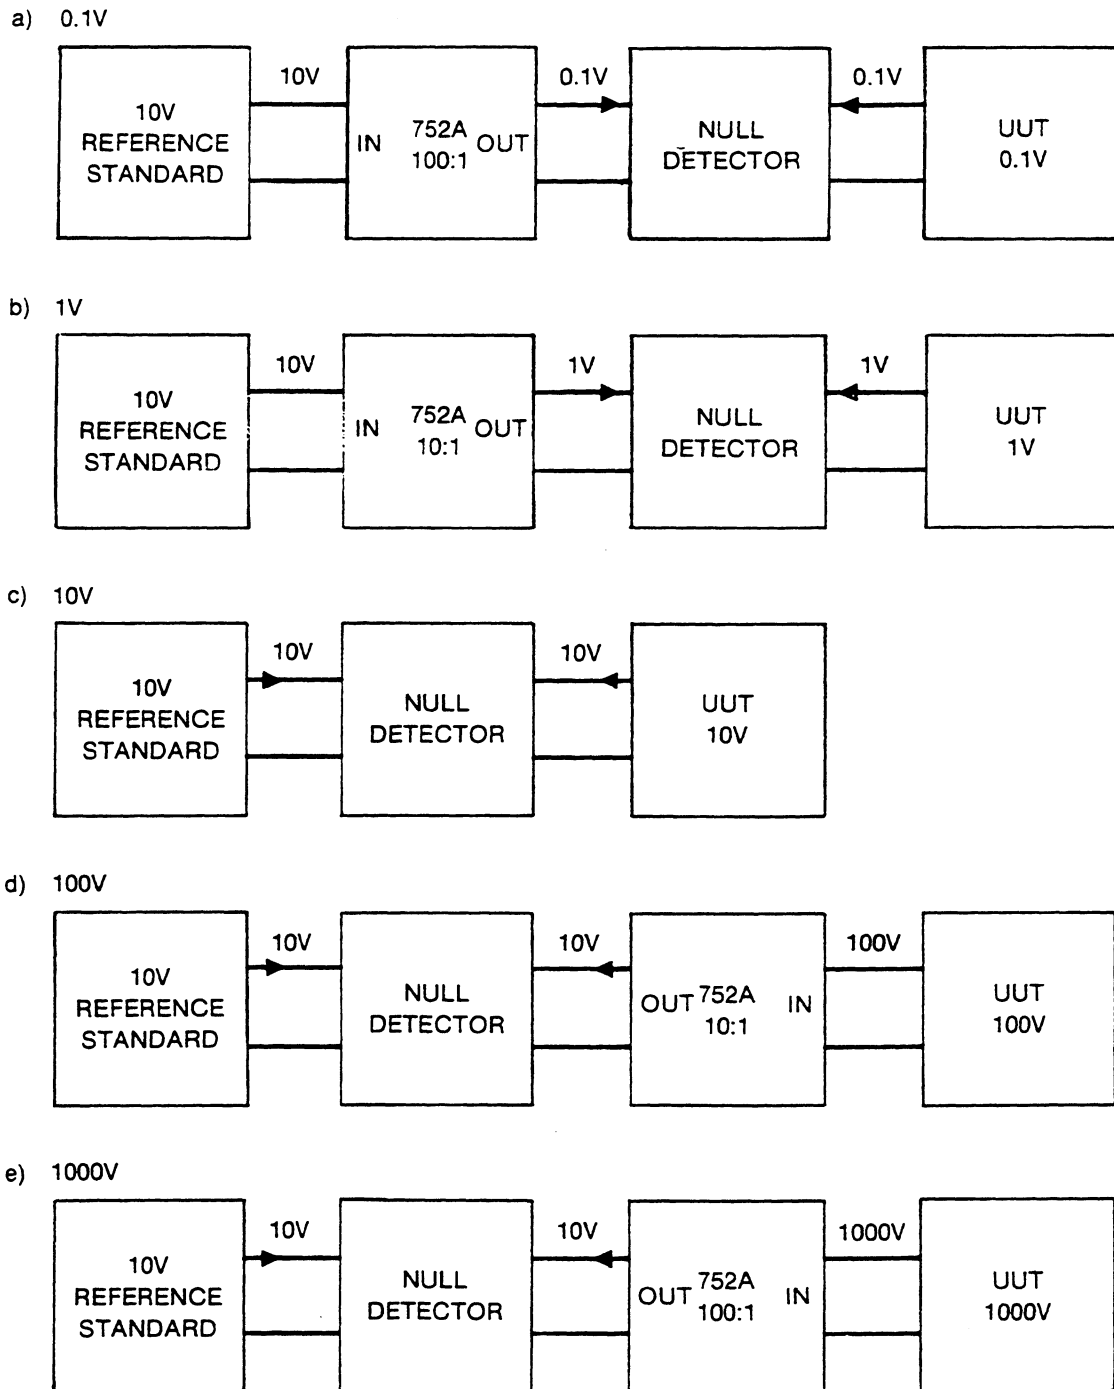 a) 0.1V
10V
0.1V
0.1V
10V
REFERENCE
STANDARD
IN
752A
100:1
OUT
NULL
DETECTOR
UUT
0.1V
b) 1V
10V
1V
1V
10V
REFERENCE
STANDARD
IN
752A
10:1
OUT
NULL
DETECTOR
UUT
1V
c) 10V
10V
10V
10V
REFERENCE
STANDARD
NULL
DETECTOR
UUT
10V
d) 100V
10V
10V
100V
10V
REFERENCE
STANDARD
NULL
DETECTOR
OUT
752A
10:1
IN
UUT
100V
e) 1000V
10V
10V
1000V
10V
REFERENCE
STANDARD
NULL
DETECTOR
OUT
752A
100:1
IN
UUT
1000V